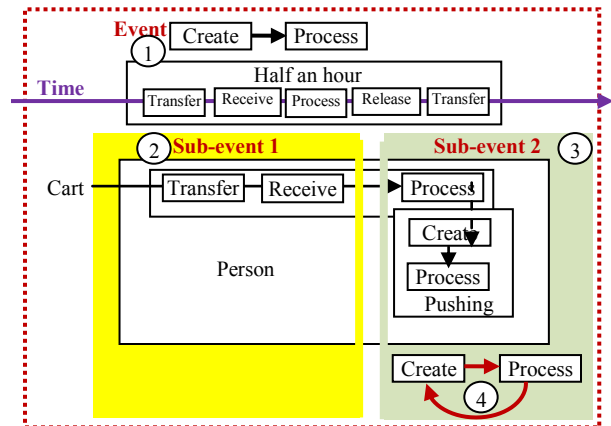 Event
Create Process
1
Half an hour
Time
Transfer Receive Process Release Transfer
2 Sub-event 1 Sub-event 2 3
Cart Transfer Receive Process
Create
Person Process
Pushing
Create Process
4